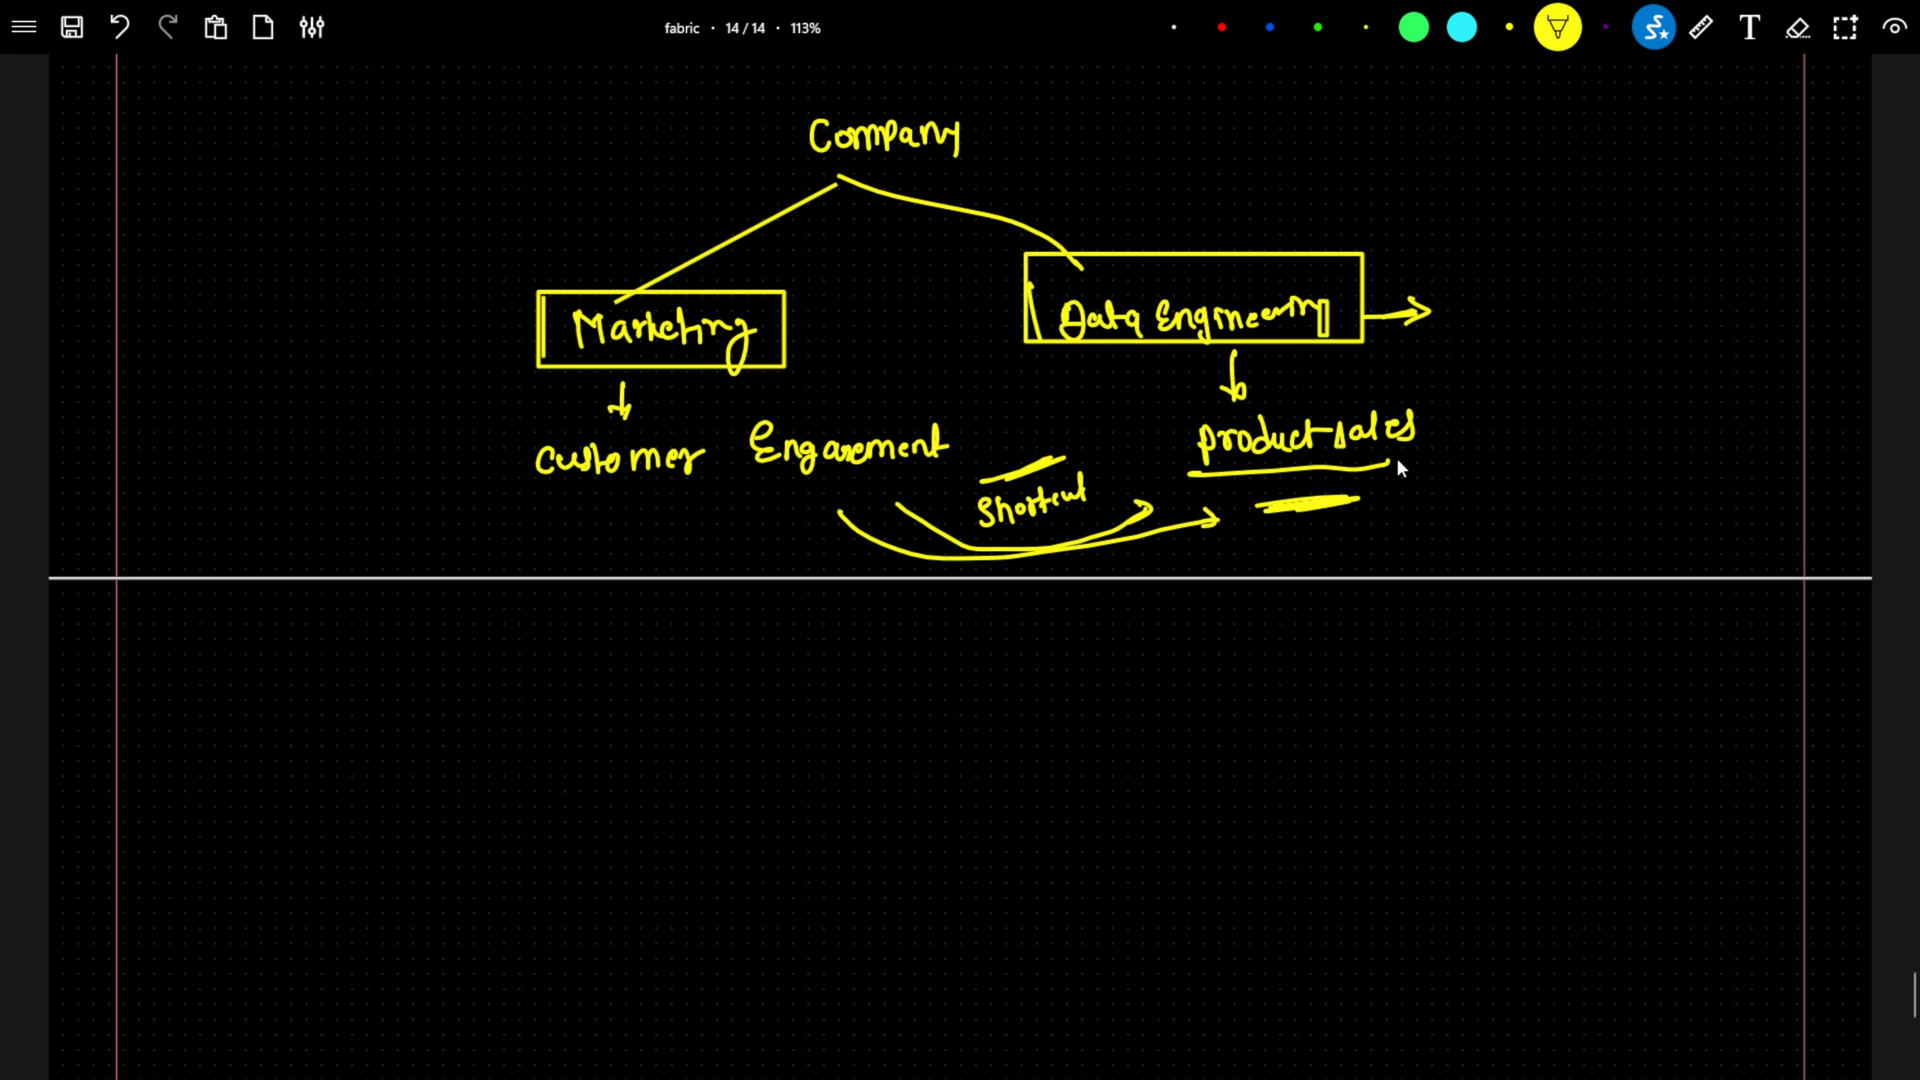 fabric • 14 / 14 • 113%
T
Company
Marketing
Data Engineering
Customer Engagement
product sales
Shortcut